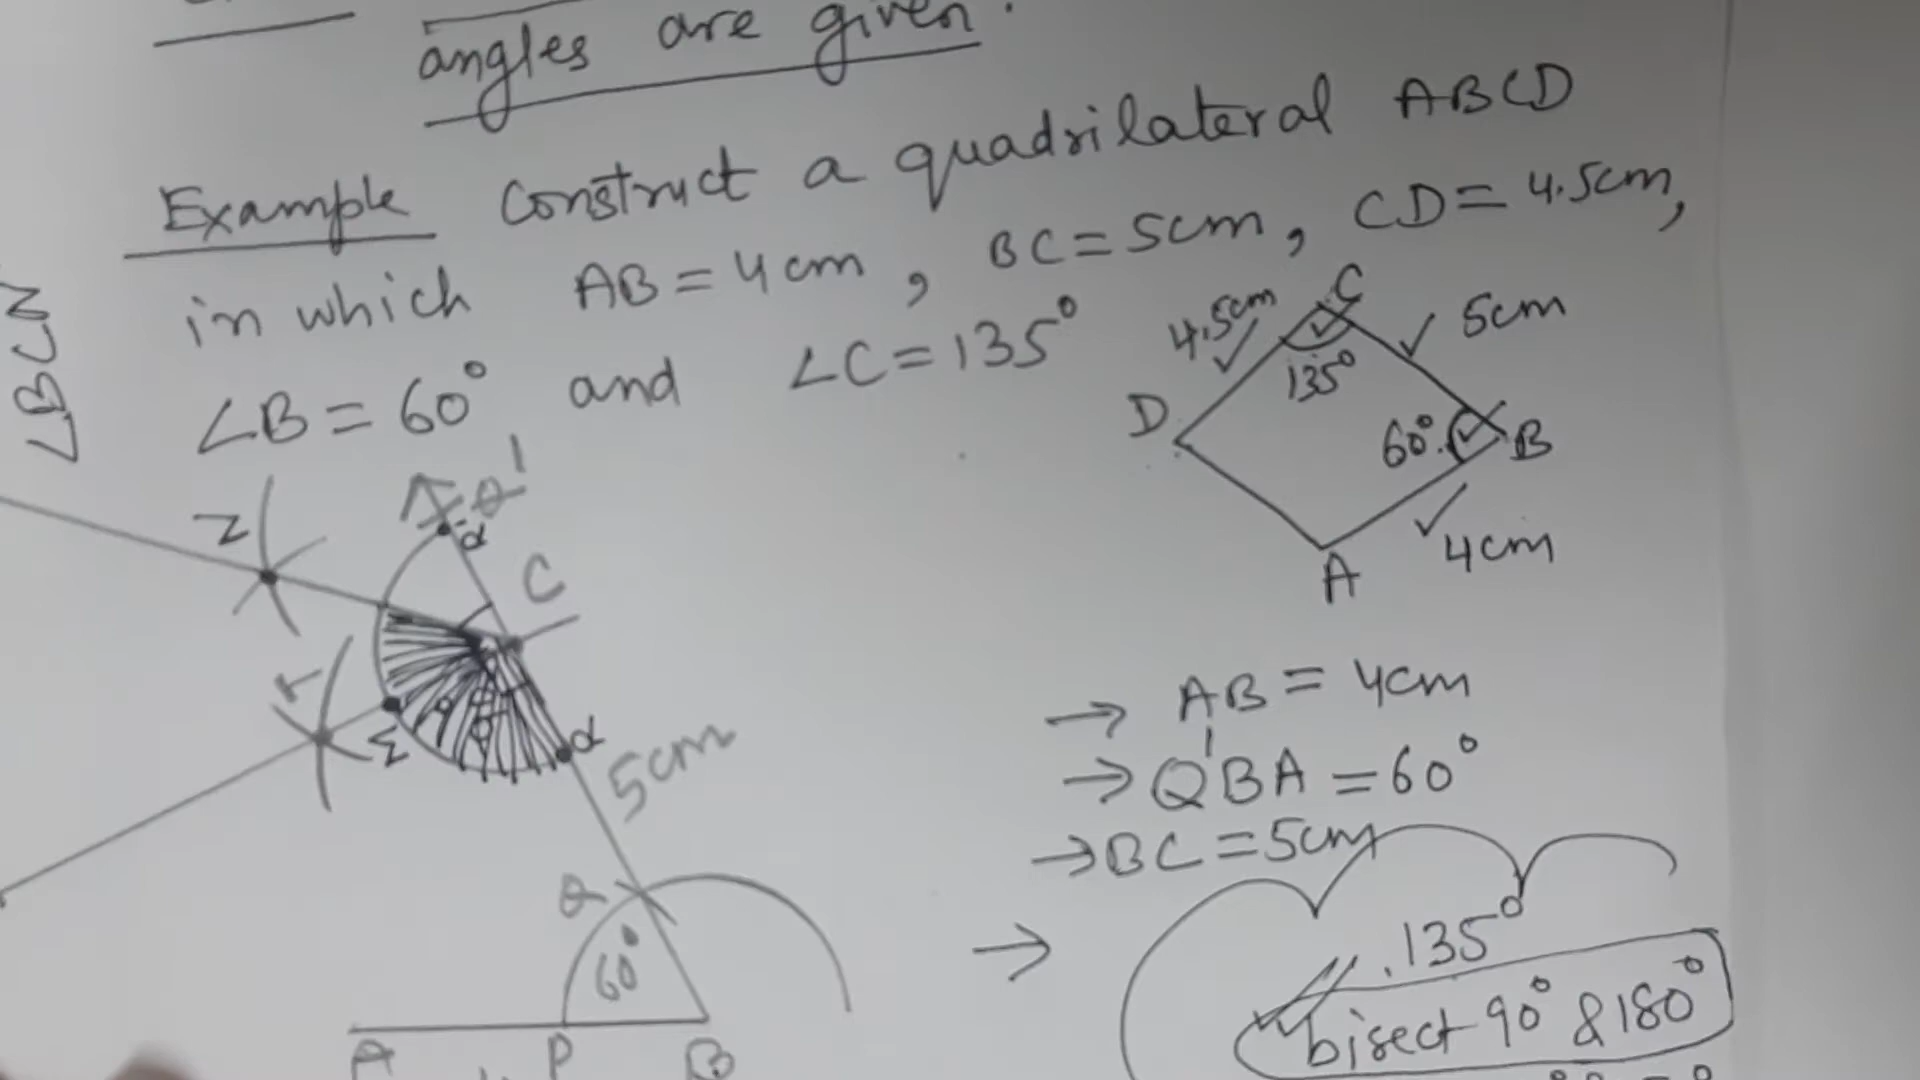 angles are given.
Example Construct a quadrilateral ABCD
in which AB = 4cm, BC = 5cm, CD = 4.5cm,
∠B = 60° and ∠C = 135°
∠BCN
C
4.5cm
5cm
135°
D
60°
B
4cm
A
Q'
N
C
T
M
5cm
Q
60°
A P B
→ AB = 4cm
→ Q'BA = 60°
→ BC = 5cm
→ 135°
bisect 90° & 180°